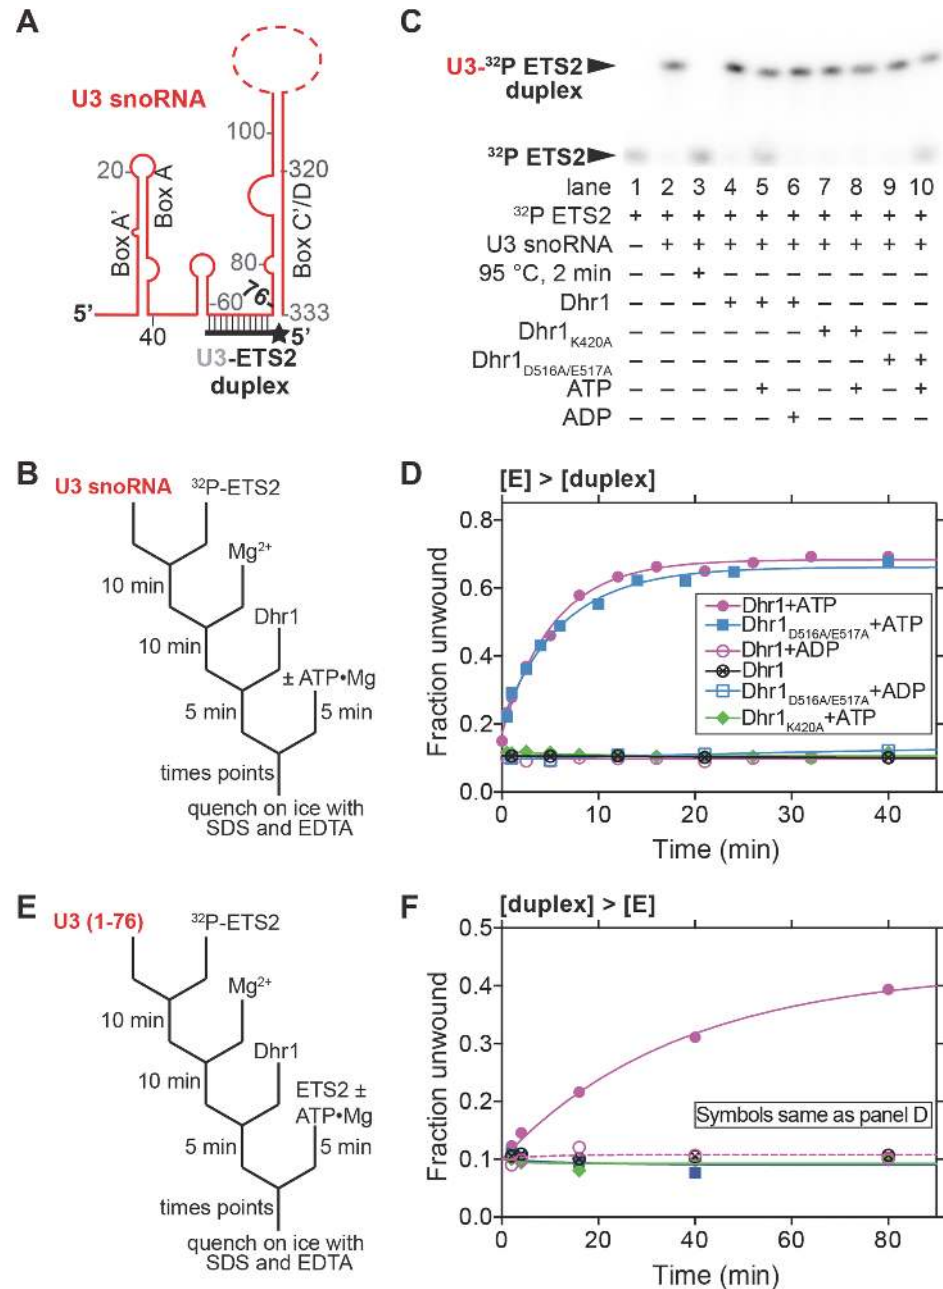 A
U3 snoRNA
100
20
Box A'
Box A
320
Box C'/D
80
60
76
5'
333
40
5'
U3-ETS2
duplex
C
U3-³²P ETS2
duplex
³²P ETS2
lane 1 2 3 4 5 6 7 8 9 10
³²P ETS2 + + + + + + + + + +
U3 snoRNA – + + + + + + + + +
95 °C, 2 min – – + – – – – – – –
Dhr1 – – – + + + – – – –
Dhr1K420A – – – – – – + + – –
Dhr1D516A/E517A – – – – – – – – + +
ATP – – – – + – – + – +
ADP – – – – – + – – – –
B
U3 snoRNA ³²P-ETS2
Mg²⁺
10 min
Dhr1
10 min
± ATP•Mg
5 min 5 min
times points
quench on ice with
SDS and EDTA
D
[E] > [duplex]
0.8
0.6
0.4
0.2
0.0
Fraction unwound
Dhr1+ATP
Dhr1D516A/E517A+ATP
Dhr1+ADP
Dhr1
Dhr1D516A/E517A+ADP
Dhr1K420A+ATP
0 10 20 30 40
Time (min)
E
U3 (1-76) ³²P-ETS2
Mg²⁺
10 min
Dhr1
10 min
ETS2 ±
ATP•Mg
5 min 5 min
times points
quench on ice with
SDS and EDTA
F
[duplex] > [E]
0.5
0.4
0.3
0.2
0.1
0.0
Fraction unwound
Symbols same as panel D
0 20 40 60 80
Time (min)